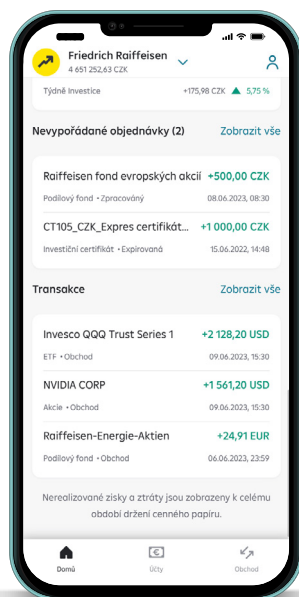 Friedrich Raiffeisen
4 651 252,63 CZK
Týdně Investice +175,98 CZK ▲ 5,75 %
Nevypořádané objednávky (2) Zobrazit vše
Raiffeisen fond evropských akcií +500,00 CZK
Podílový fond • Zpracovaný 08.06.2023, 08:30
CT105_CZK_Expres certifikát... +1 000,00 CZK
Investiční certifikát • Expirovaná 15.06.2022, 14:48
Transakce Zobrazit vše
Invesco QQQ Trust Series 1 +2 128,20 USD
ETF • Obchod 09.06.2023, 15:30
NVIDIA CORP +1 561,20 USD
Akcie • Obchod 09.06.2023, 15:30
Raiffeisen-Energie-Aktien +24,91 EUR
Podílový fond • Obchod 06.06.2023, 23:59
Nerealizované zisky a ztráty jsou zobrazeny k celému
období držení cenného papíru.
Domů Účty Obchod